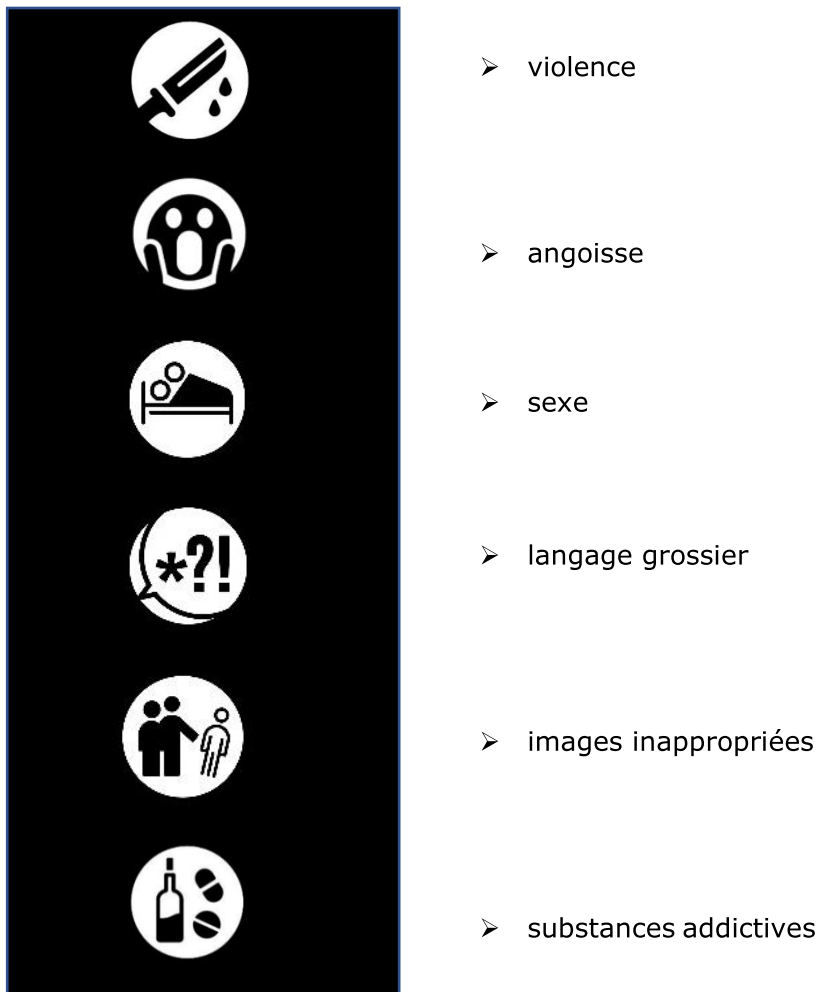 ➢ violence
➢ angoisse
➢ sexe
*?!
➢ langage grossier
➢ images inappropriées
➢ substances addictives